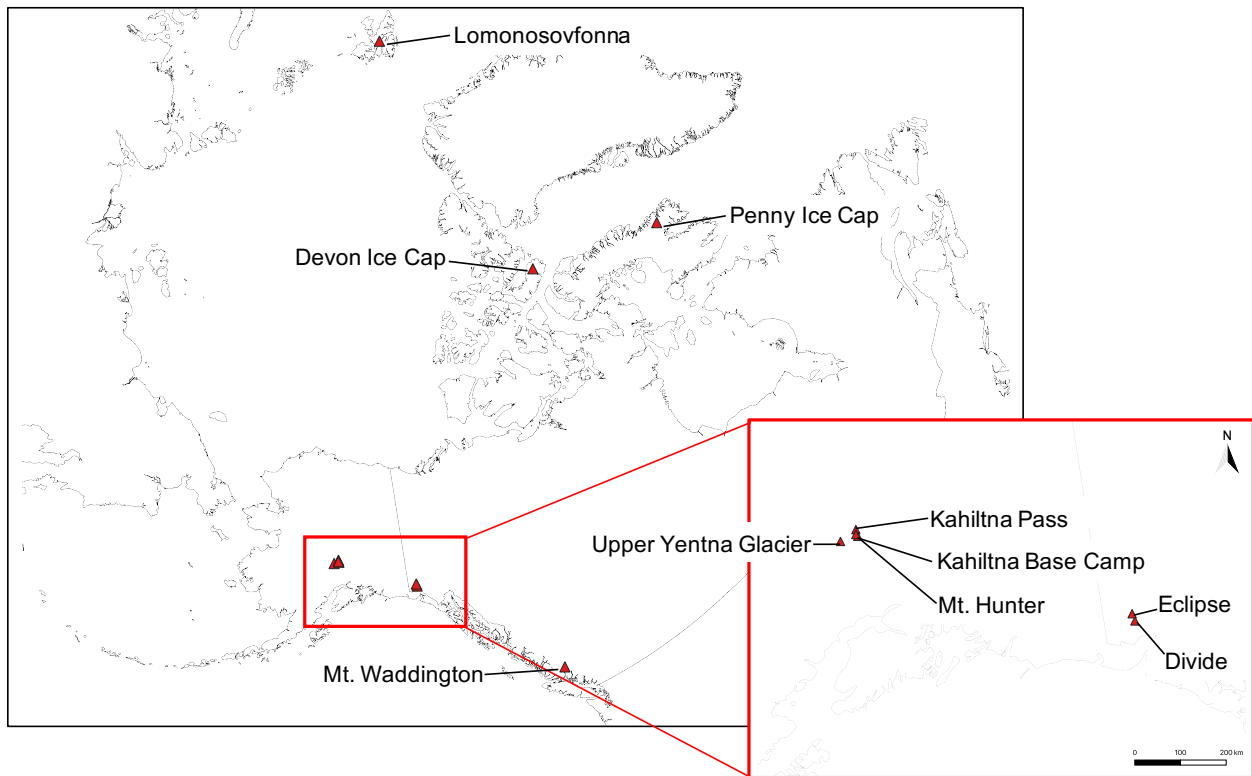 Lomonosovfonna
Penny Ice Cap
Devon Ice Cap
N
Kahiltna Pass
Upper Yentna Glacier
Kahiltna Base Camp
Mt. Hunter
Eclipse
Divide
Mt. Waddington
0 100 200 km